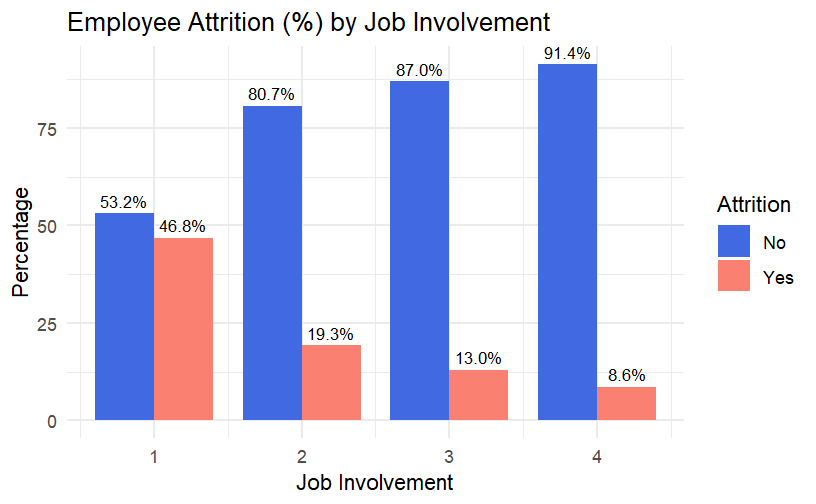 Employee Attrition (%) by Job Involvement
Percentage
75
50
25
0
53.2%
46.8%
80.7%
19.3%
87.0%
13.0%
91.4%
8.6%
1
2
3
4
Job Involvement
Attrition
No
Yes